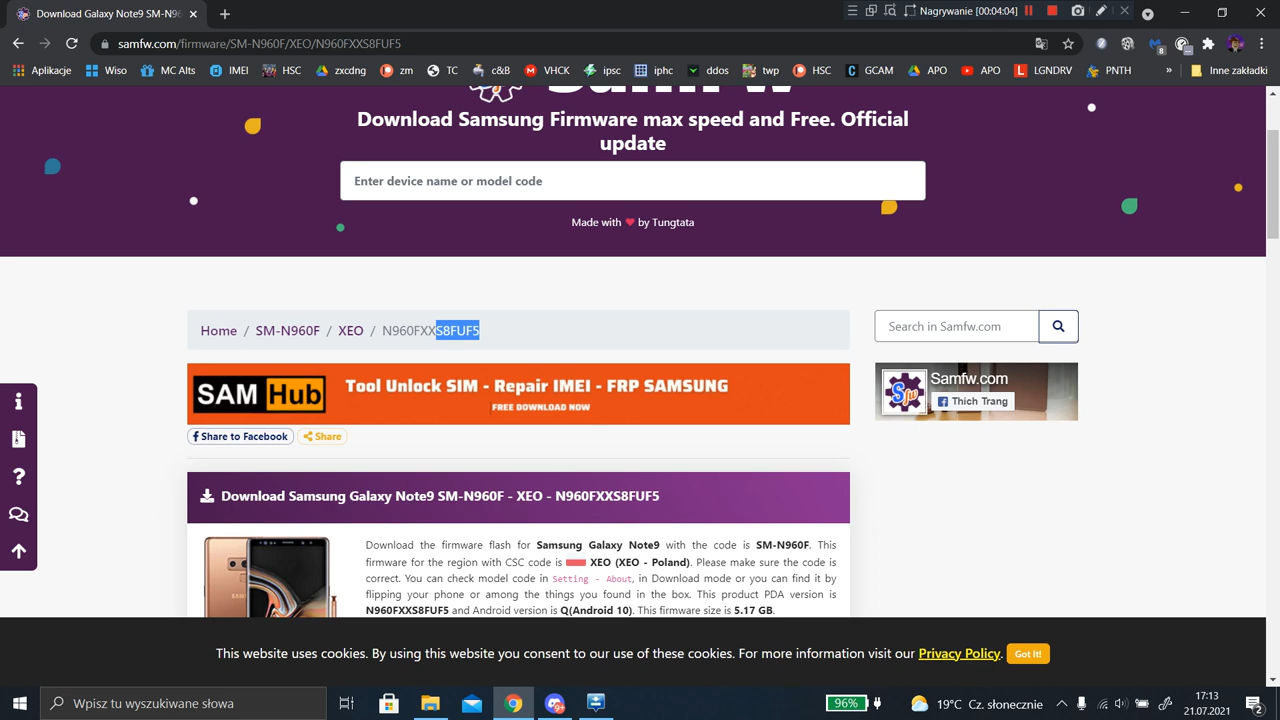 Download Samsung Galaxy Note9 SM-N96
Nagrywanie [00:04:04]
samfw.com/firmware/SM-N960F/XEO/N960FXXS8FUF5
8
Aplikacje
Wiso
MC Alts
IMEI
HSC
zxcdng
zm
TC
c&B
VHCK
ipsc
iphc
ddos
twp
HSC
GCAM
APO
APO
LGNDRV
PNTH
»
Inne zakładki
SamFw
Download Samsung Firmware max speed and Free. Official
update
Enter device name or model code
Made with ❤ by Tungtata
Home / SM-N960F / XEO / N960FXXS8FUF5
Search in Samfw.com
SAM Hub
Tool Unlock SIM - Repair IMEI - FRP SAMSUNG
FREE DOWNLOAD NOW
Sfw
Samfw.com
Thich Trang
Share to Facebook
Share
Download Samsung Galaxy Note9 SM-N960F - XEO - N960FXXS8FUF5
Download the firmware flash for Samsung Galaxy Note9 with the code is SM-N960F. This
firmware for the region with CSC code is XEO (XEO - Poland). Please make sure the code is
correct. You can check model code in Setting - About, in Download mode or you can find it by
flipping your phone or among the things you found in the box. This product PDA version is
N960FXXS8FUF5 and Android version is Q(Android 10). This firmware size is 5.17 GB.
This website uses cookies. By using this website you consent to our use of these cookies. For more information visit our Privacy Policy.
Got it!
Wpisz tu wyszukiwane słowa
96%
19°C Cz. słonecznie
17:13
21.07.2021
2